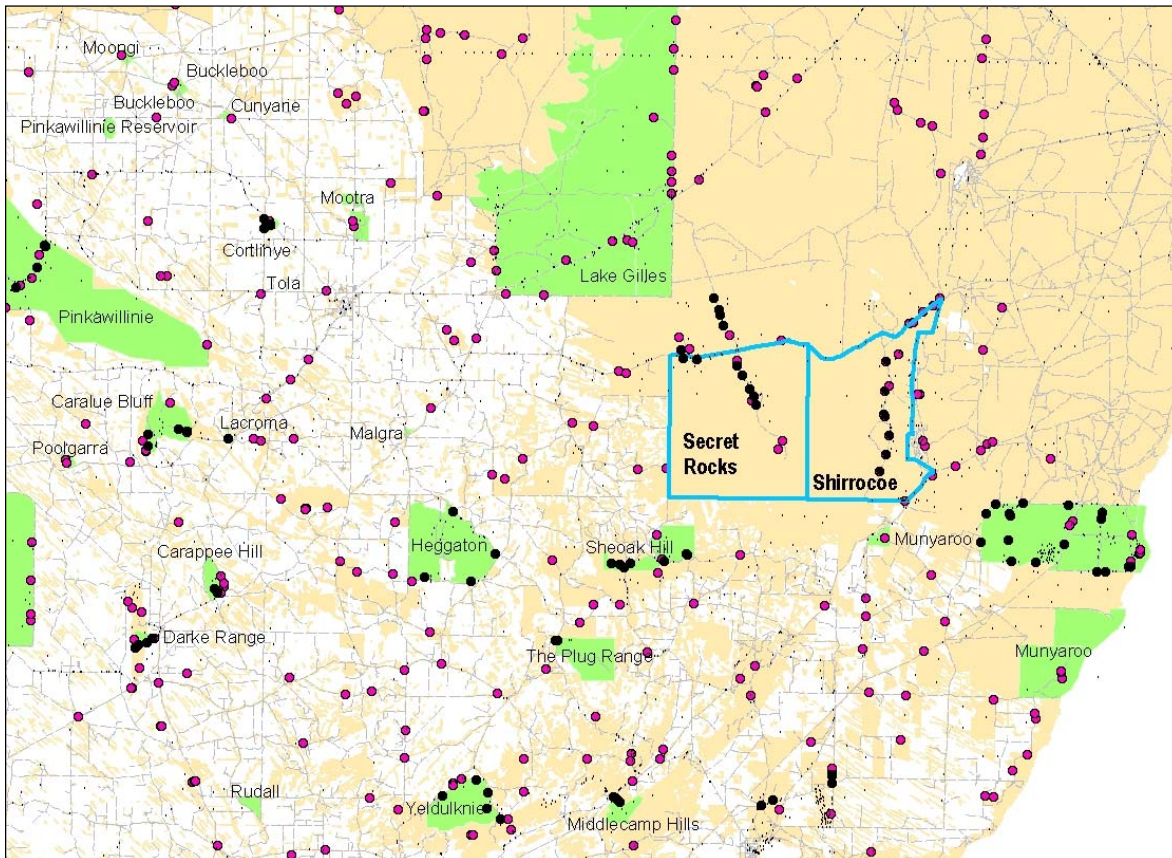 Moongi
Buckleboo
Buckleboo
Cunyarie
Pinkawillinie Reservoir
Mootra
Cortlinye
Lake Gilles
Tola
Pinkawillinie
Caralue Bluff
Lacroma
Malgra
Poolgarra
Secret
Rocks
Shirrocoe
Heggaton
Sheoak Hill
Munyaroo
Carappee Hill
Darke Range
The Plug Range
Munyaroo
Rudall
Yeldulknie
Middlecamp Hills